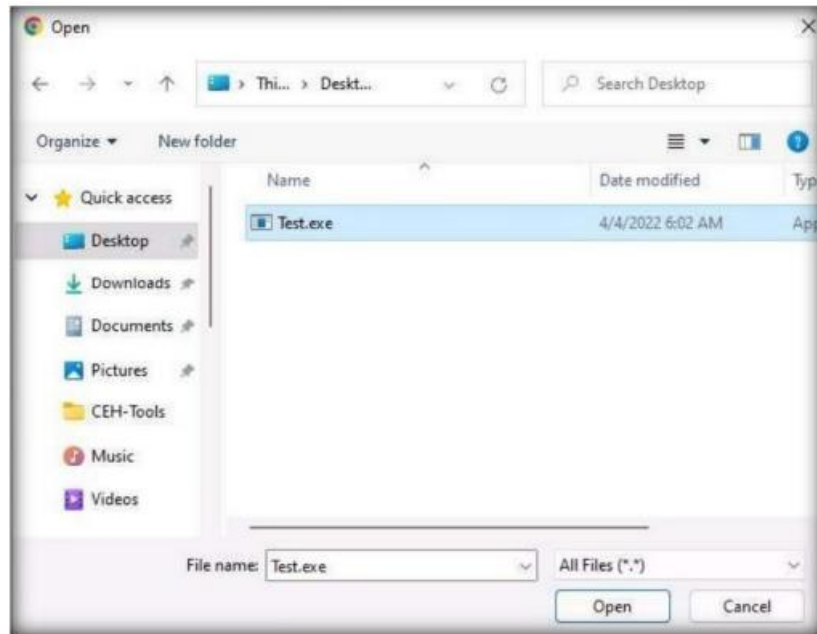 Open
Thi... > Deskt...
Search Desktop
Organize
New folder
Name
Date modified
Typ
Quick access
Test.exe
4/4/2022 6:02 AM
App
Desktop
Downloads
Documents
Pictures
CEH-Tools
Music
Videos
File name: Test.exe
All Files (*.*)
Open
Cancel